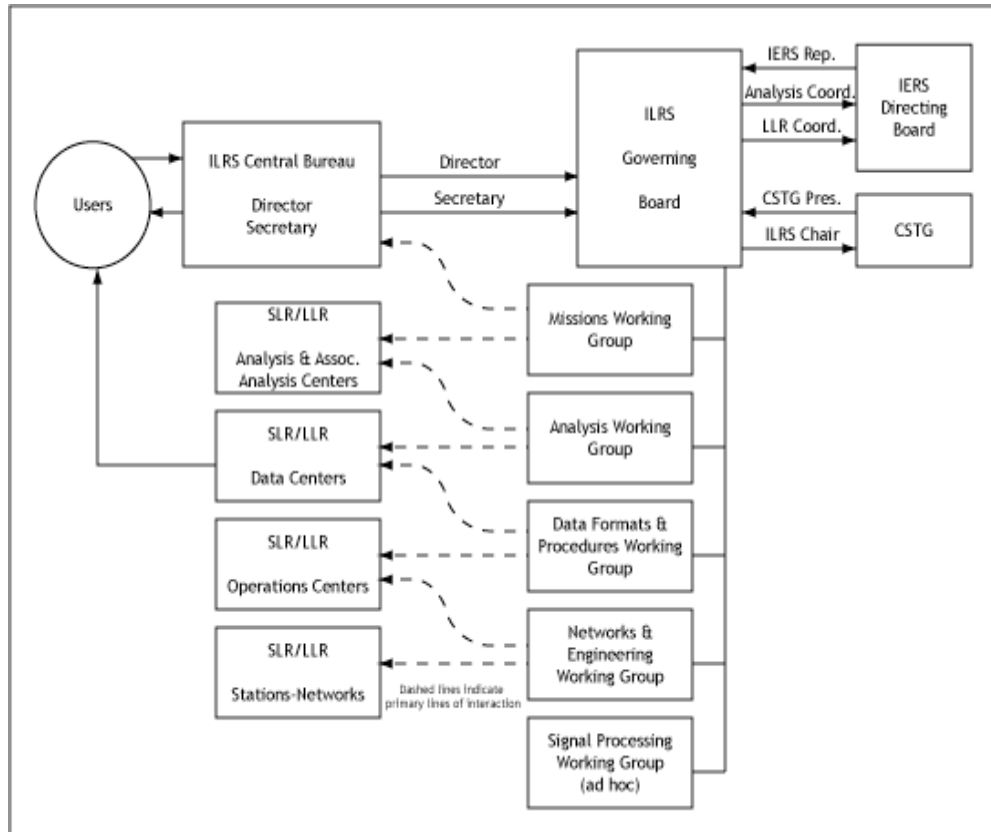 IERS Rep.
Analysis Coord.
LLR Coord.
IERS
Directing
Board
ILRS
Governing
Board
CSTG Pres.
ILRS Chair
CSTG
Users
ILRS Central Bureau
Director
Secretary
Director
Secretary
SLR/LLR
Analysis & Assoc.
Analysis Centers
Missions Working
Group
SLR/LLR
Data Centers
Analysis Working
Group
SLR/LLR
Operations Centers
Data Formats &
Procedures Working
Group
SLR/LLR
Stations-Networks
Dashed lines indicate
primary lines of interaction
Networks &
Engineering
Working Group
Signal Processing
Working Group
(ad hoc)